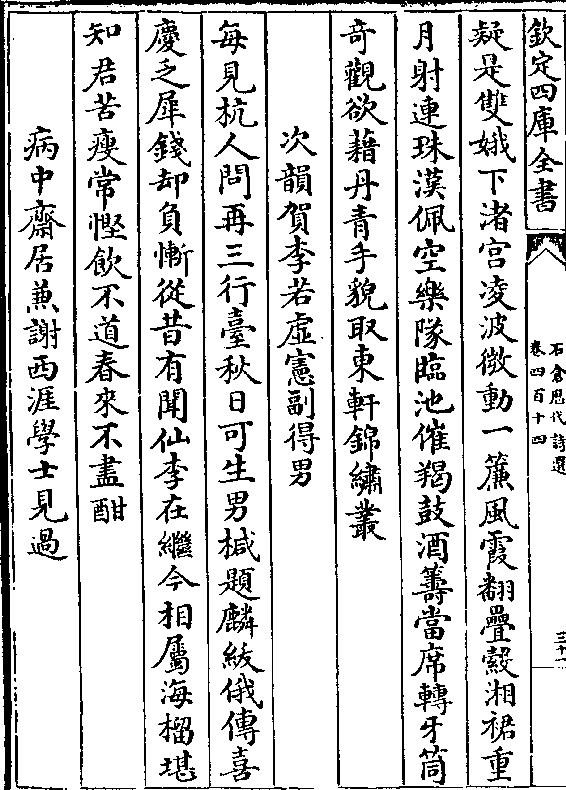 欽定四庫全書
石倉歷代詩選
卷四百十四
三十一
疑是雙娥下渚宮凌波微動一簾風霞翻疊縠湘裙重
月射連珠漢佩空樂隊臨池催羯鼓酒籌當席轉牙筒
奇觀欲藉丹青手貌取東軒錦繡叢
次韻賀李若虛憲副得男
每見杭人問再三行臺秋日可生男椷題麟紱俄傳喜
慶乏犀錢却負慚從昔有聞仙李在繼今相屬海榴堪
知君苦瘦常慳飲不道春來不盡酣
病中齋居兼謝西涯學士見過